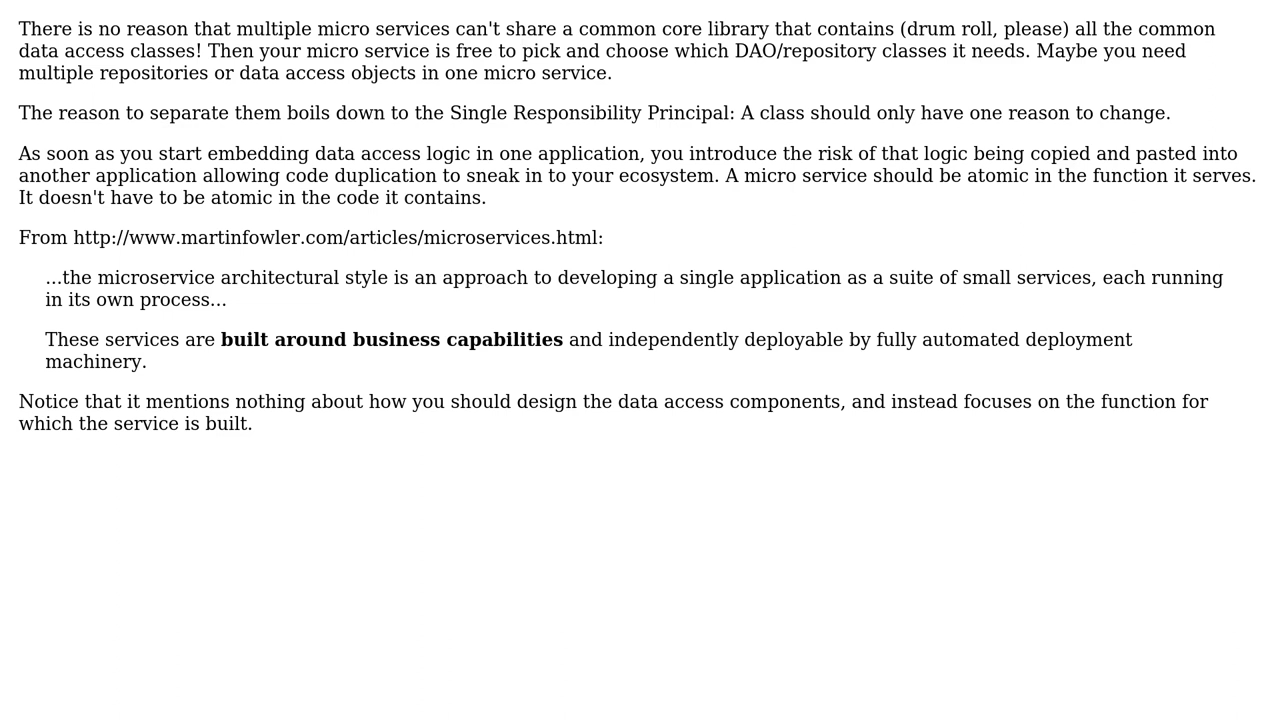 There is no reason that multiple micro services can't share a common core library that contains (drum roll, please) all the common
data access classes! Then your micro service is free to pick and choose which DAO/repository classes it needs. Maybe you need
multiple repositories or data access objects in one micro service.
The reason to separate them boils down to the Single Responsibility Principal: A class should only have one reason to change.
As soon as you start embedding data access logic in one application, you introduce the risk of that logic being copied and pasted into
another application allowing code duplication to sneak in to your ecosystem. A micro service should be atomic in the function it serves.
It doesn't have to be atomic in the code it contains.
From http://www.martinfowler.com/articles/microservices.html:
...the microservice architectural style is an approach to developing a single application as a suite of small services, each running
in its own process...
These services are built around business capabilities and independently deployable by fully automated deployment
machinery.
Notice that it mentions nothing about how you should design the data access components, and instead focuses on the function for
which the service is built.